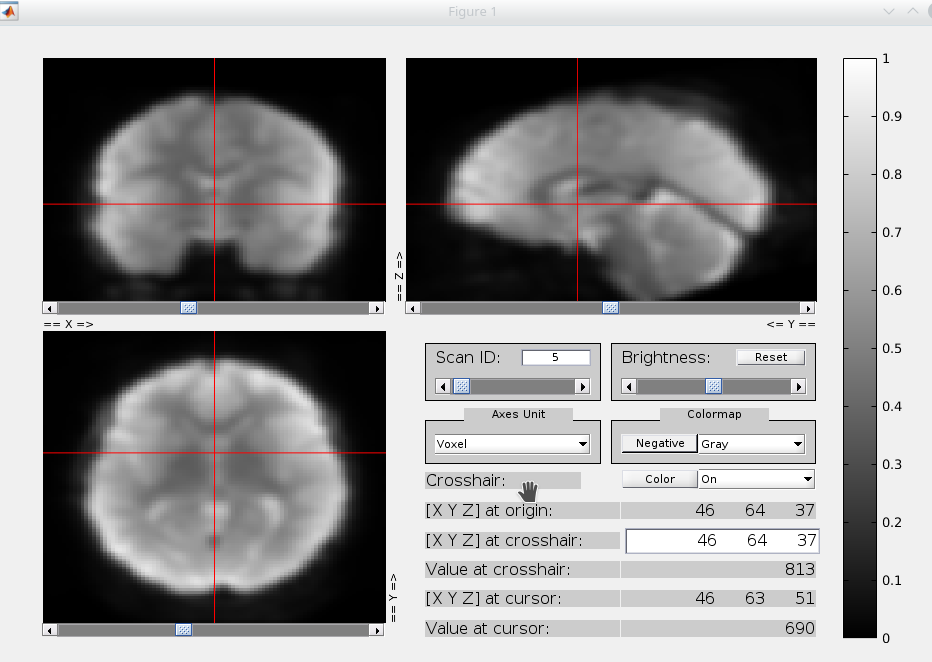 Figure 1
== Z =>
== X =>
<= Y ==
== Y =>
Scan ID: 5
Brightness: Reset
Axes Unit
Voxel
Colormap
Negative Gray
Crosshair:
Color On
[X Y Z] at origin: 46 64 37
[X Y Z] at crosshair: 46 64 37
Value at crosshair: 813
[X Y Z] at cursor: 46 63 51
Value at cursor: 690
1
0.9
0.8
0.7
0.6
0.5
0.4
0.3
0.2
0.1
0